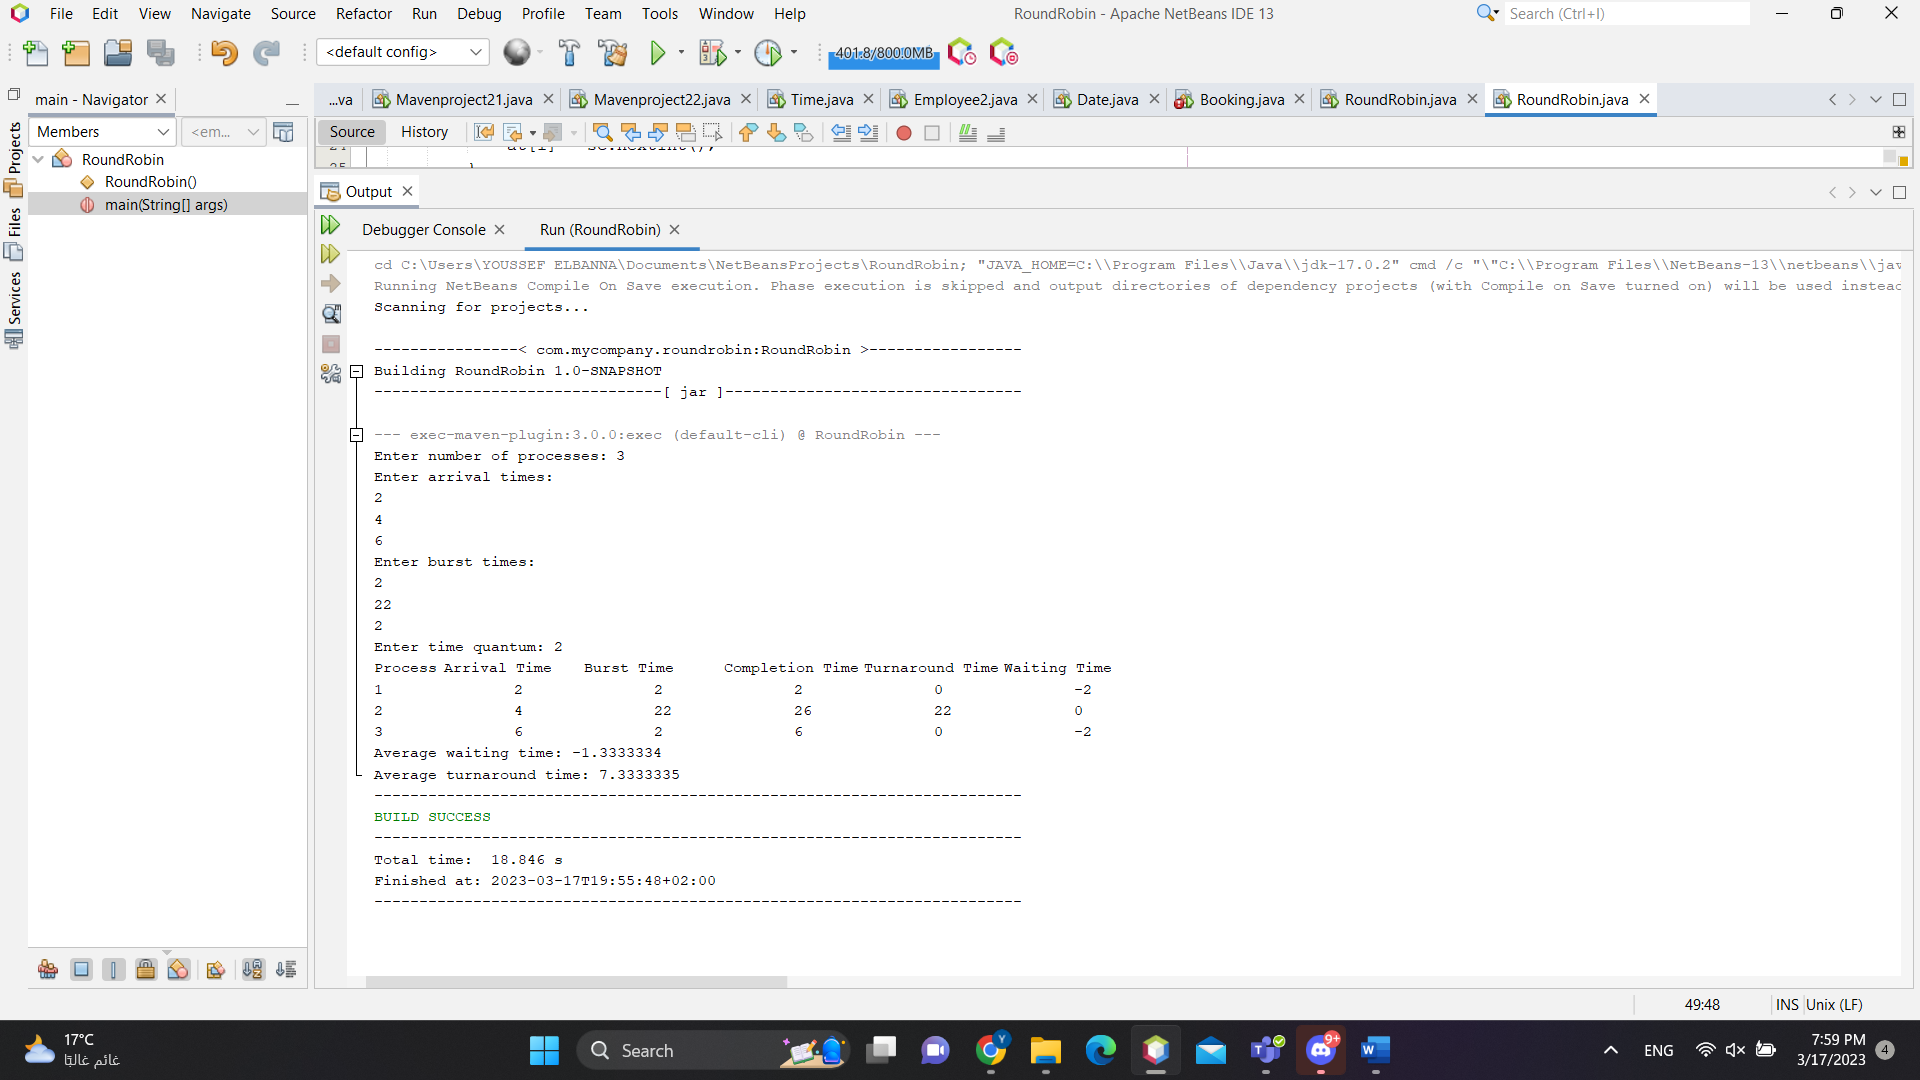 File Edit View Navigate Source Refactor Run Debug Profile Team Tools Window Help
RoundRobin - Apache NetBeans IDE 13
Search (Ctrl+I)
<default config>
401.8/800.0MB
main - Navigator
...va
Mavenproject21.java
Mavenproject22.java
Time.java
Employee2.java
Date.java
Booking.java
RoundRobin.java
RoundRobin.java
Members
<em...
Source
History
Projects
Files
Services
RoundRobin
RoundRobin()
main(String[] args)
Output
Debugger Console
Run (RoundRobin)
cd C:\Users\YOUSSEF ELBANNA\Documents\NetBeansProjects\RoundRobin; "JAVA_HOME=C:\\Program Files\\Java\\jdk-17.0.2" cmd /c "\"C:\\Program Files\\NetBeans-13\\netbeans\\jav
Running NetBeans Compile On Save execution. Phase execution is skipped and output directories of dependency projects (with Compile on Save turned on) will be used instead
Scanning for projects...
----------------< com.mycompany.roundrobin:RoundRobin >-----------------
Building RoundRobin 1.0-SNAPSHOT
--------------------------------[ jar ]---------------------------------
--- exec-maven-plugin:3.0.0:exec (default-cli) @ RoundRobin ---
Enter number of processes: 3
Enter arrival times:
2
4
6
Enter burst times:
2
22
2
Enter time quantum: 2
Process Arrival Time Burst Time Completion Time Turnaround Time Waiting Time
1 2 2 2 0 -2
2 4 22 26 22 0
3 6 2 6 0 -2
Average waiting time: -1.3333334
Average turnaround time: 7.3333335
------------------------------------------------------------------------
BUILD SUCCESS
------------------------------------------------------------------------
Total time:  18.846 s
Finished at: 2023-03-17T19:55:48+02:00
------------------------------------------------------------------------
49:48
INS
Unix (LF)
17°C
غائم غالبًا
Search
Y
9+
ENG
7:59 PM
3/17/2023
4